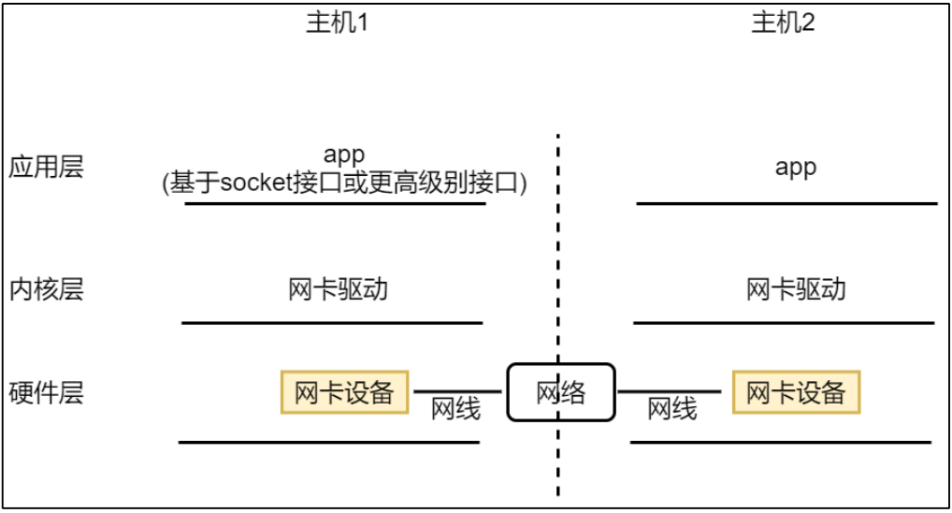 主机1 主机2
应用层 app app
(基于socket接口或更高级别接口)
内核层 网卡驱动 网卡驱动
硬件层 网卡设备 网络 网卡设备
网线 网线